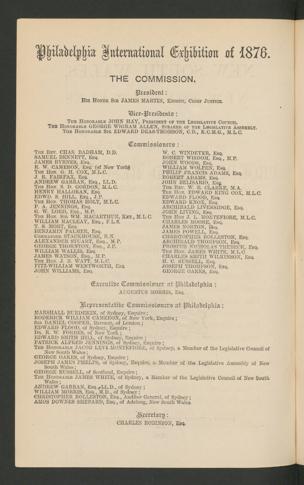 Philadelphia International Exhibition of 1876.
THE COMMISSION.
President:
HIS HONOR SIR JAMES MARTIN, KNIGHT, CHIEF JUSTICE.
Vice-Presidents:
THE HONORABLE JOHN HAY, PRESIDENT OF THE LEGISLATIVE COUNCIL.
THE HONORABLE GEORGE WIGRAM ALLEN, SPEAKER OF THE LEGISLATIVE ASSEMBLY.
THE HONORABLE SIR EDWARD DEAS-THOMSON, C.B., K.C.M.G., M.L.C.
Commissioners:
THE REV. CHAS. BADHAM, D.D.
SAMUEL BENNETT, ESQ.
JAMES BYRNES, ESQ.
R. W. CAMERON, ESQ. (of New York)
THE HON. G. H. COX, M.L.C.
J. R. FAIRFAX, ESQ.
ANDREW GARRAN, ESQ., LL.D.
THE HON. S. D. GORDON, M.L.C.
HENRY HALLORAN, ESQ.
EDWD. S. HILL, ESQ.
THE HON. THOMAS HOLT, M.L.C.
P. A. JENNINGS, ESQ.
G. W. LORD, ESQ., M.P.
THE HON. SIR WM. MACARTHUR, KNT., M.L.C.
WILLIAM MACLEAY, ESQ., F.L.S.
T. S. MORT, ESQ.
BENJAMIN PALMER, ESQ.
ALEXANDER STUART, ESQ., M.P.
GEORGE THORNTON, ESQ., J.P.
WILLIAM WALLIS, ESQ., J.P.
JAMES WATSON, ESQ., M.P.
THE HON. J. B. WATT, M.L.C.
FITZ-WILLIAM WENTWORTH, ESQ.
JOHN WILLIAMS, ESQ.
W. C. WINDEYER, ESQ.
ROBERT WISDOM, ESQ., M.P.
JOHN WOODS, ESQ.
WILLIAM WOLFEN, ESQ.
PHILIP FRANCIS ADAMS, ESQ.
ROBERT ADAMS, ESQ.
JOHN BELISARIO, ESQ.
THE REV. W. B. CLARKE, M.A.
THE HON. EDWARD KING COX, M.L.C.
EDWARD FLOOD, ESQ.
EDWARD KNOX, ESQ.
ARCHIBALD LIVERSIDGE, ESQ.
JOHN LIVING, ESQ.
THE HON. J. L. MONTEFIORE, M.L.C.
CHARLES MOORE, ESQ.
JAMES NORTON, ESQ.
JAMES POWELL, ESQ.
CHRISTOPHER ROLLESTON, ESQ.
ARCHIBALD THOMPSON, ESQ.
THE HON. JAMES WHITE, M.L.C.
CHARLES SMITH WILKINSON, ESQ.
H. C. RUSSELL, ESQ.
JOSEPH THOMPSON, ESQ.
GEORGE OAKES, ESQ.
Executive Commissioner at Philadelphia:
AUGUSTUS MORRIS, ESQ.
Representative Commissioners at Philadelphia:
MARSHALL BURDEKIN, of Sydney, Esquire;
RODERICK WILLIAM CAMERON, of New York, Esquire;
SIR DANIEL COOPER, Baronet, of London;
EDWARD FLOOD, of Sydney, Esquire;
DR. R. W. FORBES, of New York;
EDWARD SMITH HILL, of Sydney, Esquire;
PATRICK ALFRED JENNINGS, of Sydney, Esquire;
THE HONORABLE JACOB LEVI MONTEFIORE, of Sydney, a Member of the Legislative Council of
New South Wales;
GEORGE OAKES, of Sydney, Esquire;
Esquire, a Member of the Legislative Assembly of New
South Wales;
GEORGE RUSSELL, of Scotland, Esquire;
THE HONORABLE JAMES WHITE, of Sydney, a Member of the Legislative Council of New South
Wales;
ANDREW GARRAN, ESQ., LL.D., of Sydney;
WILLIAM MORRIS, ESQ., M.D., of Sydney;
CHRISTOPHER ROLLESTON, ESQ., Auditor General, of Sydney;
AMOS DOWNES SHEPARD, ESQ., of Adelong, New South Wales.
Secretary:
CHARLES ROBINSON, ESQ.